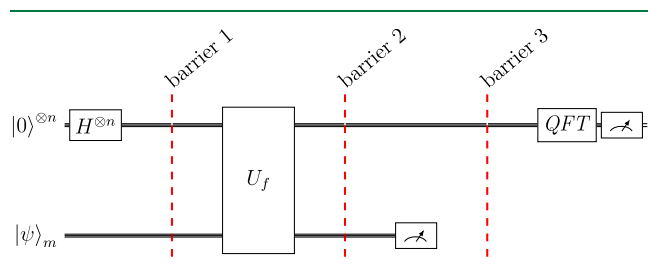 barrier 1
barrier 2
barrier 3
|0⟩^{⊗n} H^{⊗n} QFT
U_f
|ψ⟩_m